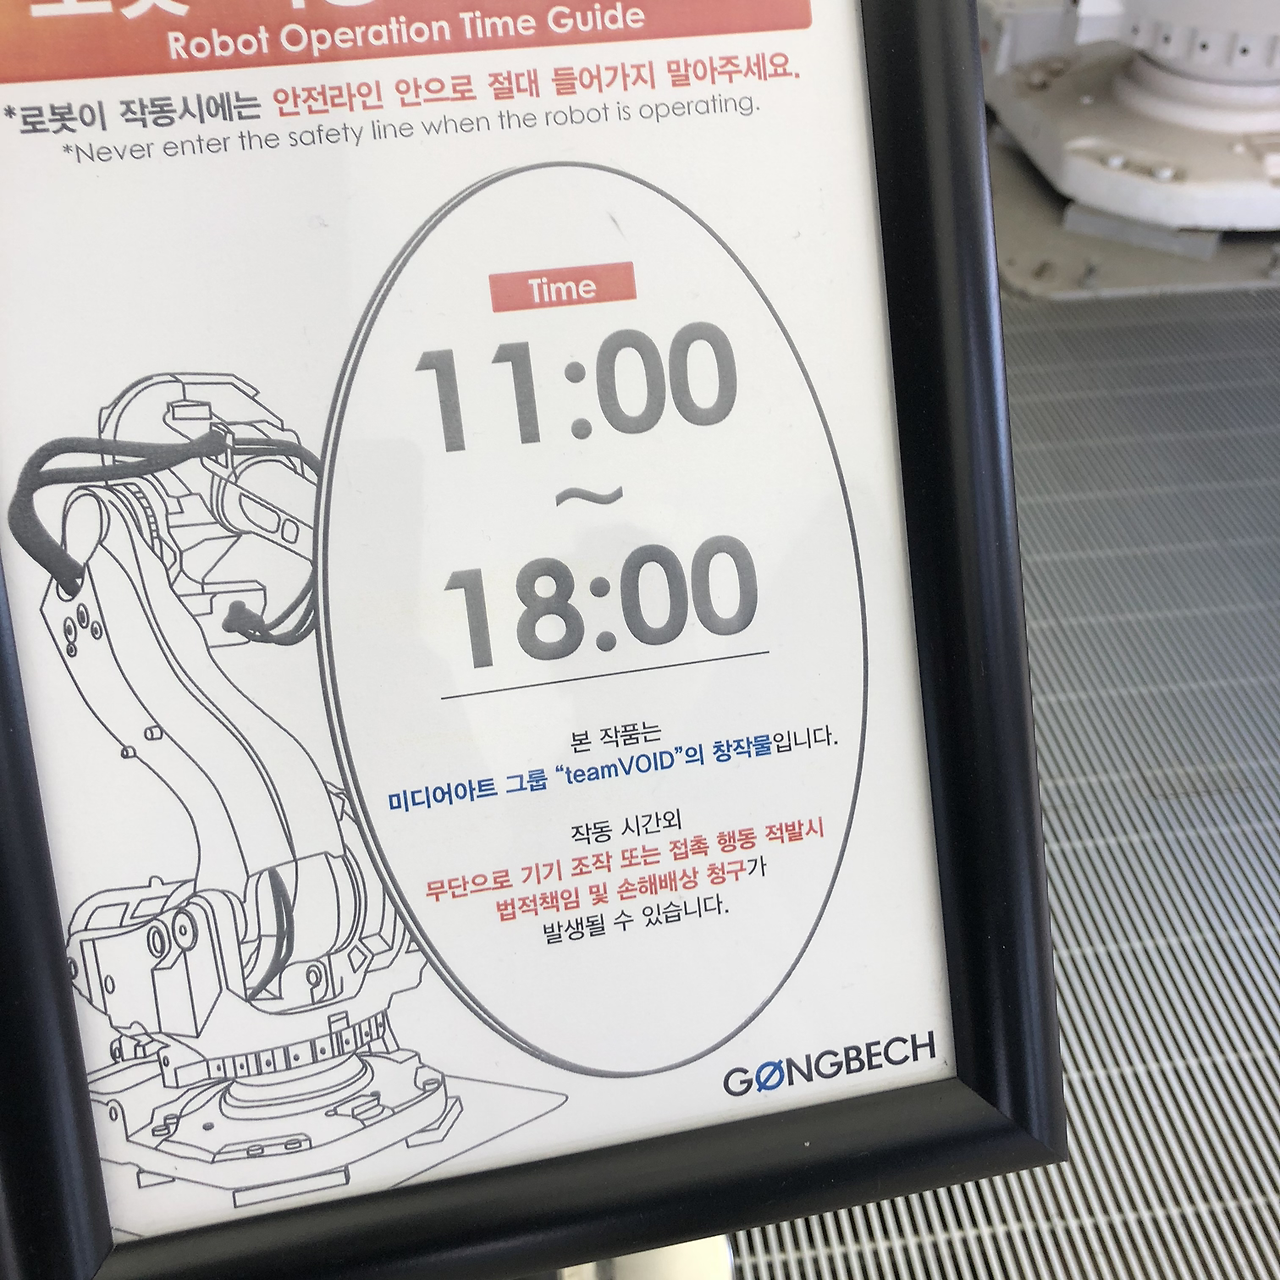 로봇
Robot Operation Time Guide
*로봇이 작동시에는 안전라인 안으로 절대 들어가지 말아주세요.
*Never enter the safety line when the robot is operating.
Time
11:00
~
18:00
본 작품는
미디어아트 그룹 “teamVOID”의 창작물입니다.
작동 시간외
무단으로 기기 조작 또는 접촉 행동 적발시
법적책임 및 손해배상 청구가
발생될 수 있습니다.
GØNGBECH